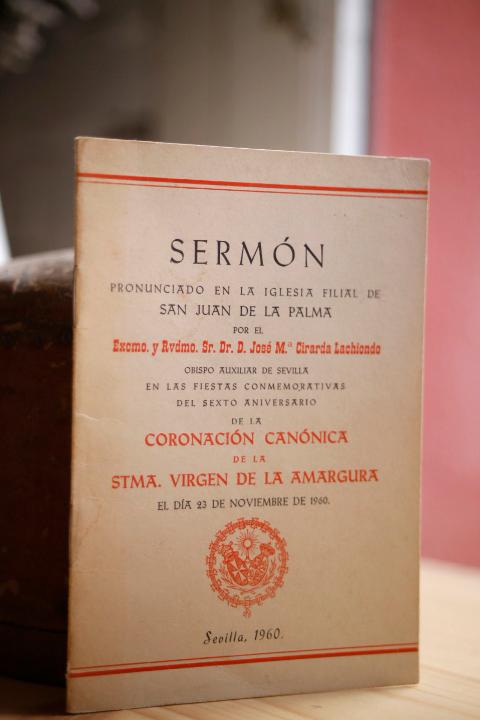 SERMÓN
PRONUNCIADO EN LA IGLESIA FILIAL DE
SAN JUAN DE LA PALMA
POR EL
Excmo. y Rvdmo. Sr. Dr. D. José M.ª Cirarda Lachiondo
OBISPO AUXILIAR DE SEVILLA
EN LAS FIESTAS CONMEMORATIVAS
DEL SEXTO ANIVERSARIO
DE LA
CORONACIÓN CANÓNICA
DE LA
STMA. VIRGEN DE LA AMARGURA
EL DÍA 23 DE NOVIEMBRE DE 1960.
Sevilla, 1960.